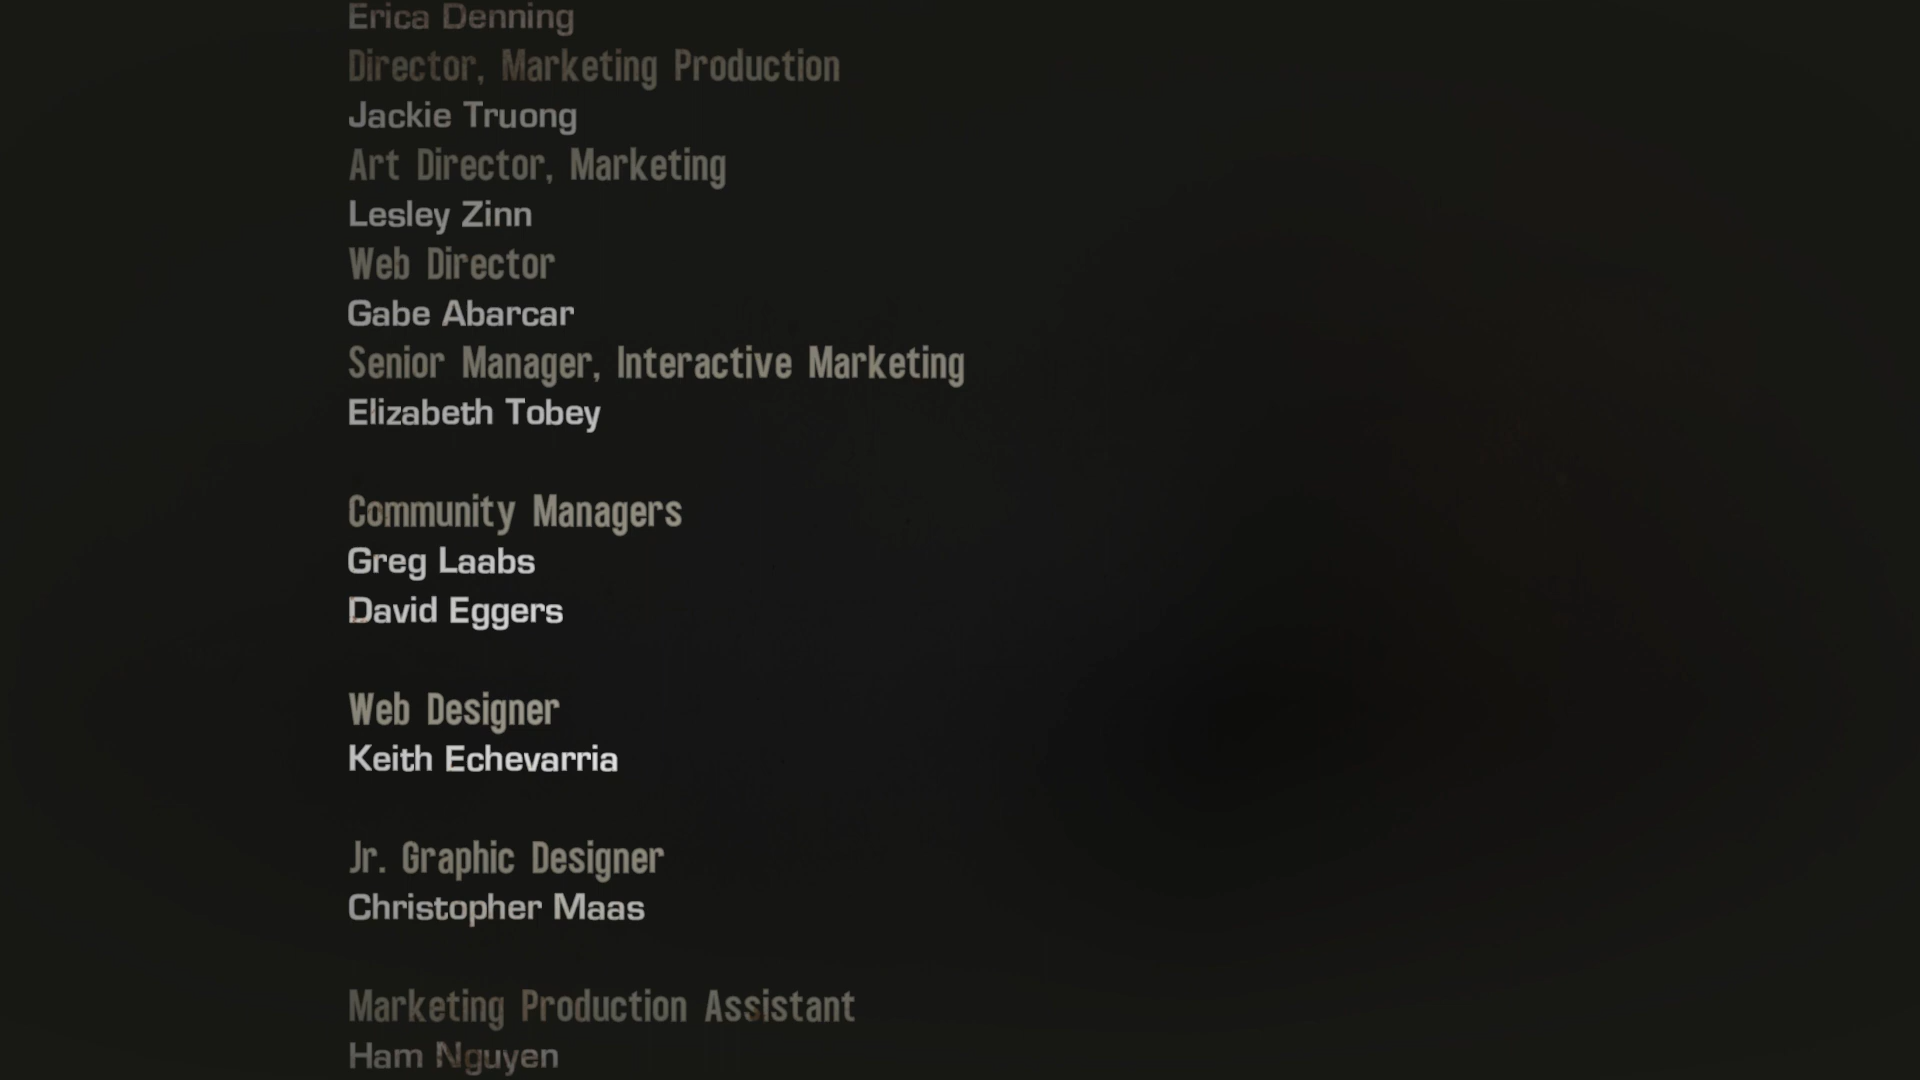 Erica Denning
Director, Marketing Production
Jackie Truong
Art Director, Marketing
Lesley Zinn
Web Director
Gabe Abarcar
Senior Manager, Interactive Marketing
Elizabeth Tobey
Community Managers
Greg Laabs
David Eggers
Web Designer
Keith Echevarria
Jr. Graphic Designer
Christopher Maas
Marketing Production Assistant
Ham Nguyen